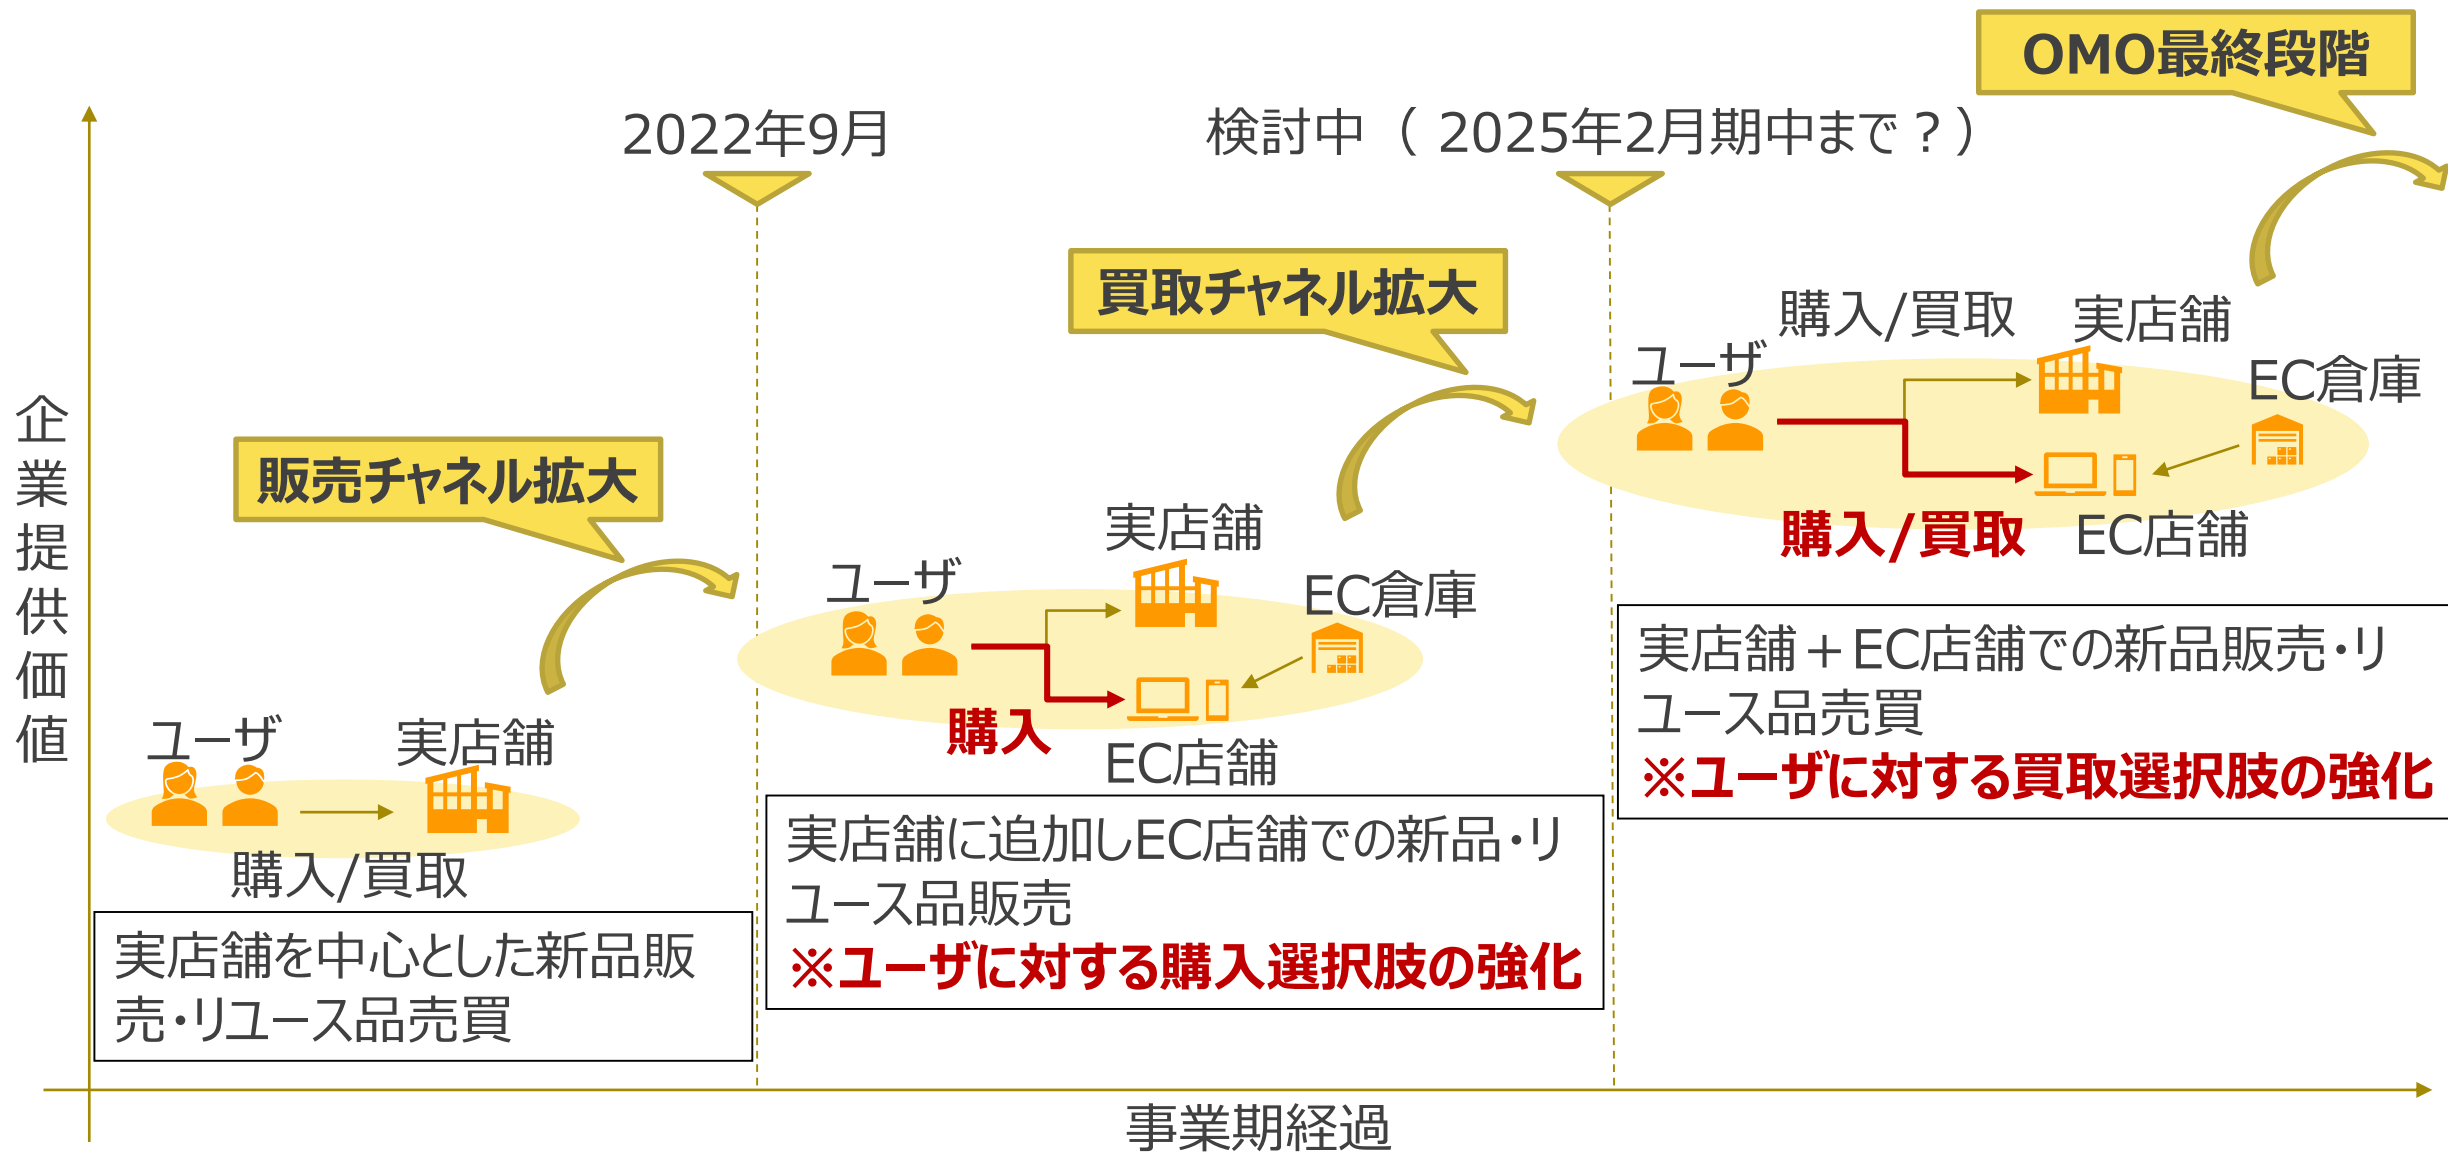 OMO最終段階
2022年9月
検討中（ 2025年2月期中まで？）
買取チャネル拡大
販売チャネル拡大
企業提供価値
ユーザ
実店舗
購入/買取
実店舗を中心とした新品販
売・リユース品売買
ユーザ
実店舗
EC倉庫
購入
EC店舗
実店舗に追加しEC店舗での新品・リ
ユース品販売
※ユーザに対する購入選択肢の強化
購入/買取
ユーザ
実店舗
EC倉庫
購入/買取
EC店舗
実店舗＋EC店舗での新品販売・リ
ユース品売買
※ユーザに対する買取選択肢の強化
事業期経過